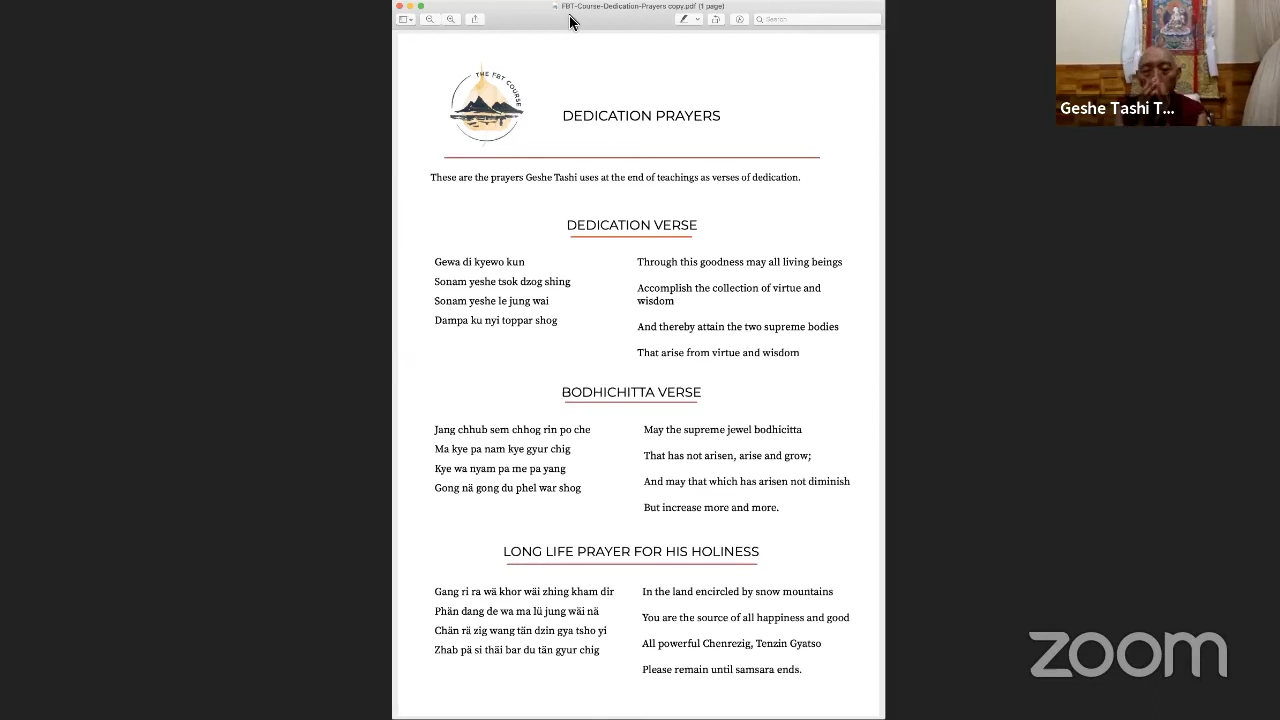 FBT-Course-Dedication-Prayers copy.pdf (1 page)
Search
THE FBT COURSE
DEDICATION PRAYERS
These are the prayers Geshe Tashi uses at the end of teachings as verses of dedication.
DEDICATION VERSE
Gewa di kyewo kun
Sonam yeshe tsok dzog shing
Sonam yeshe le jung wai
Dampa ku nyi toppar shog
Through this goodness may all living beings
Accomplish the collection of virtue and
wisdom
And thereby attain the two supreme bodies
That arise from virtue and wisdom
BODHICHITTA VERSE
Jang chhub sem chhog rin po che
Ma kye pa nam kye gyur chig
Kye wa nyam pa me pa yang
Gong nä gong du phel war shog
May the supreme jewel bodhicitta
That has not arisen, arise and grow;
And may that which has arisen not diminish
But increase more and more.
LONG LIFE PRAYER FOR HIS HOLINESS
Gang ri ra wä khor wäi zhing kham dir
Phän dang de wa ma lü jung wäi nä
Chän rä zig wang tän dzin gya tsho yi
Zhab pä si thäi bar du tän gyur chig
In the land encircled by snow mountains
You are the source of all happiness and good
All powerful Chenrezig, Tenzin Gyatso
Please remain until samsara ends.
Geshe Tashi T...
zoom